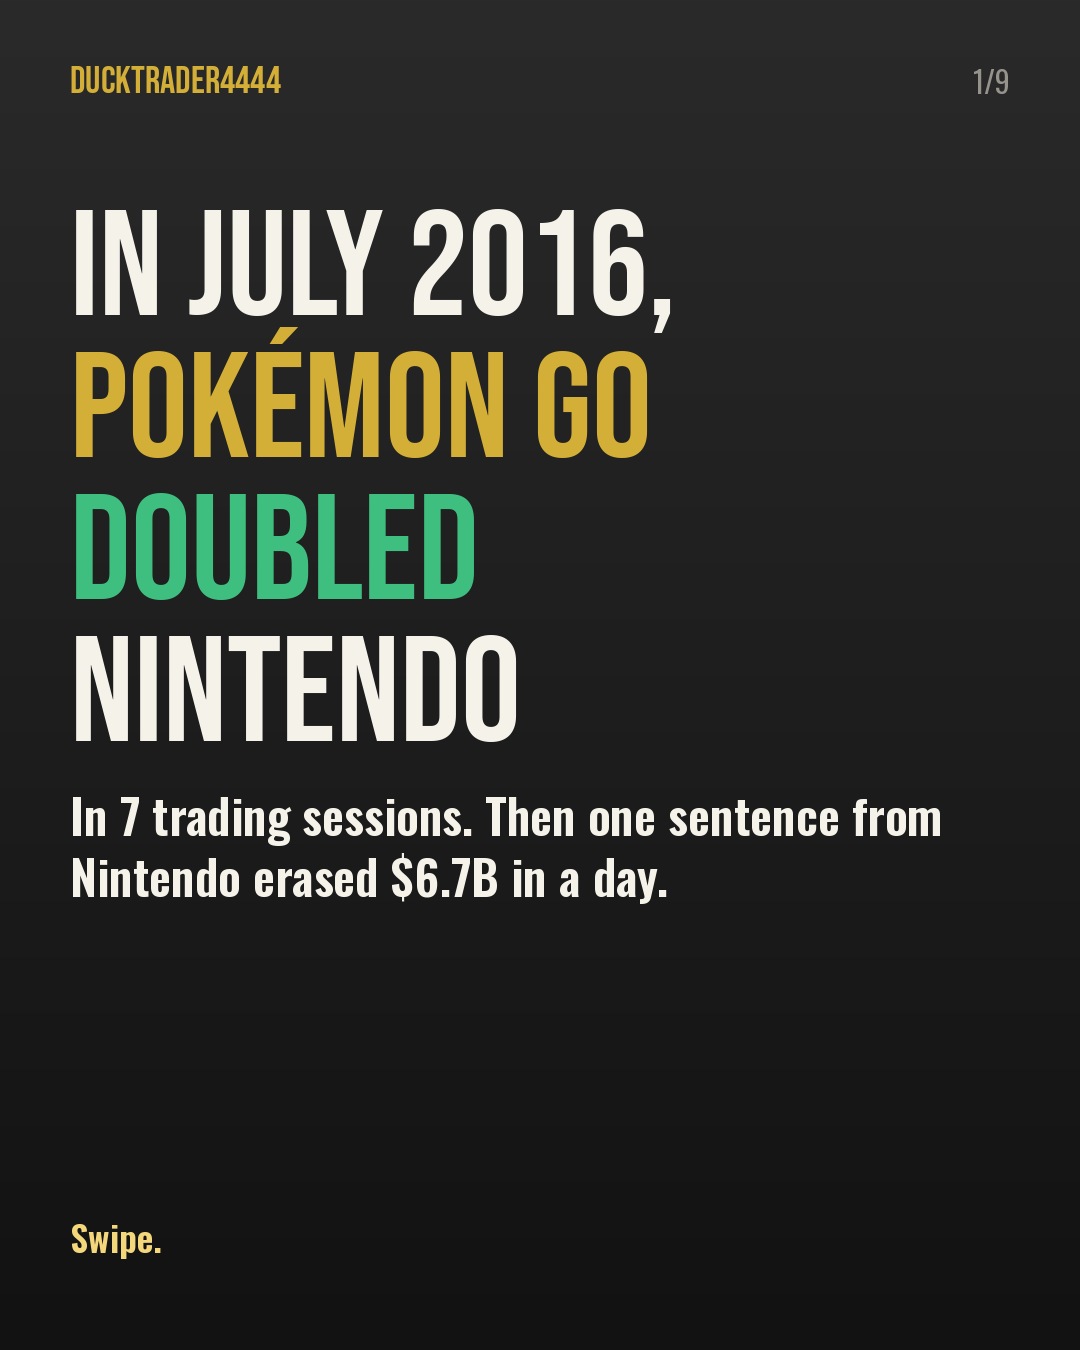 DUCKTRADER4444
1/9
IN JULY 2016,
POKÉMON GO
DOUBLED
NINTENDO
In 7 trading sessions. Then one sentence from
Nintendo erased $6.7B in a day.
Swipe.